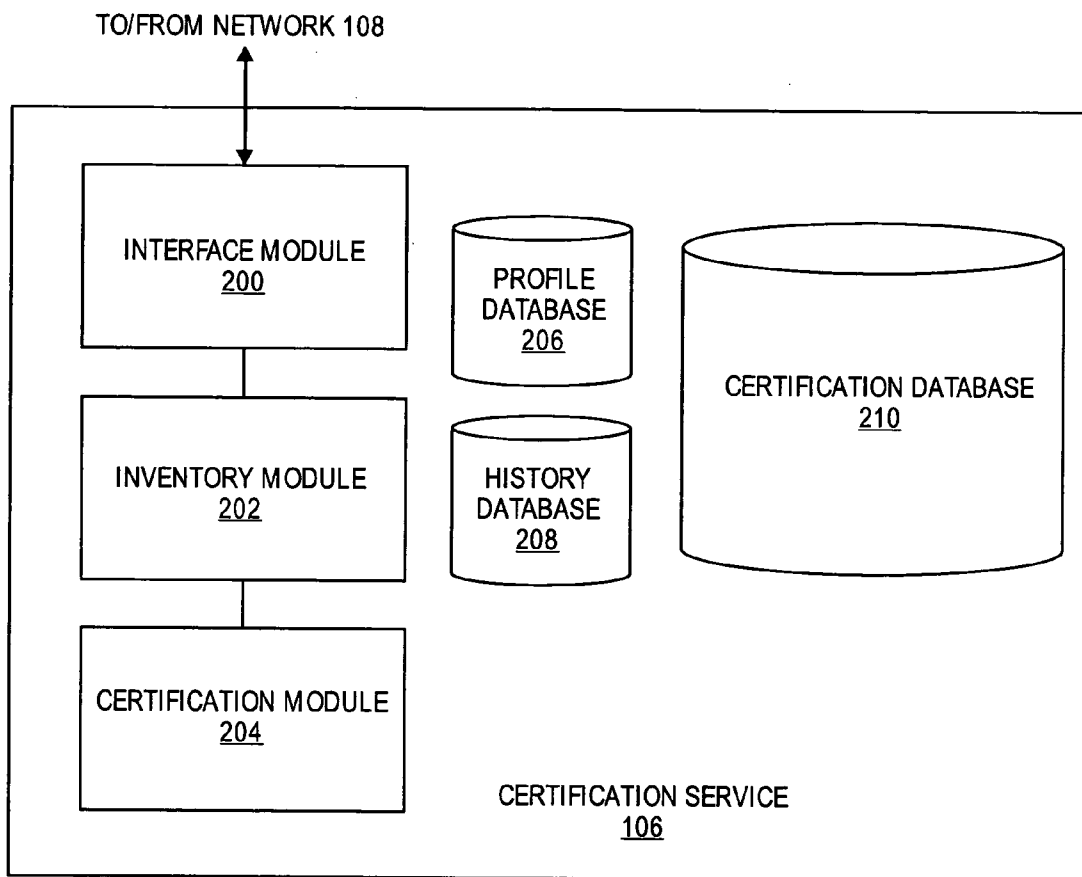 TO/FROM NETWORK 108
INTERFACE MODULE
200
PROFILE
DATABASE
206
CERTIFICATION DATABASE
210
INVENTORY MODULE
202
HISTORY
DATABASE
208
CERTIFICATION MODULE
204
CERTIFICATION SERVICE
106